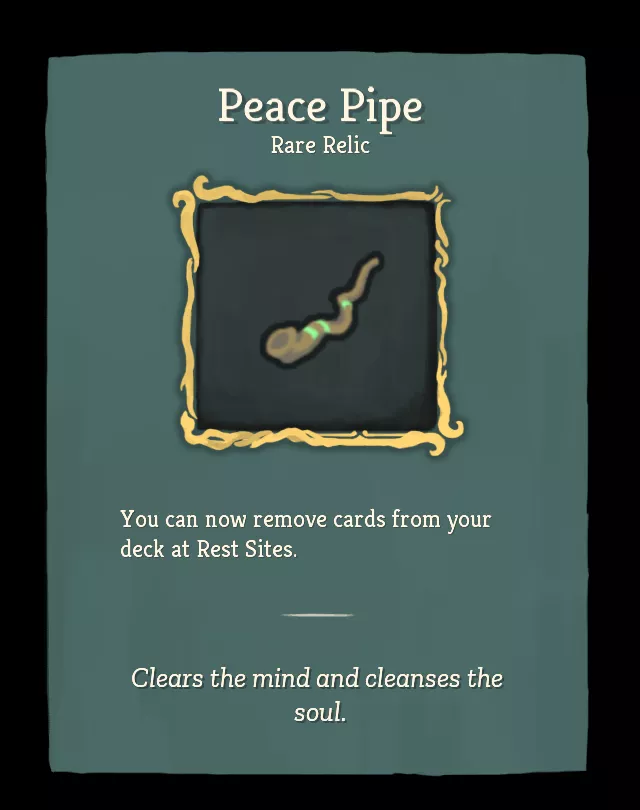 Peace Pipe
Rare Relic
You can now remove cards from your
deck at Rest Sites.
Clears the mind and cleanses the
soul.